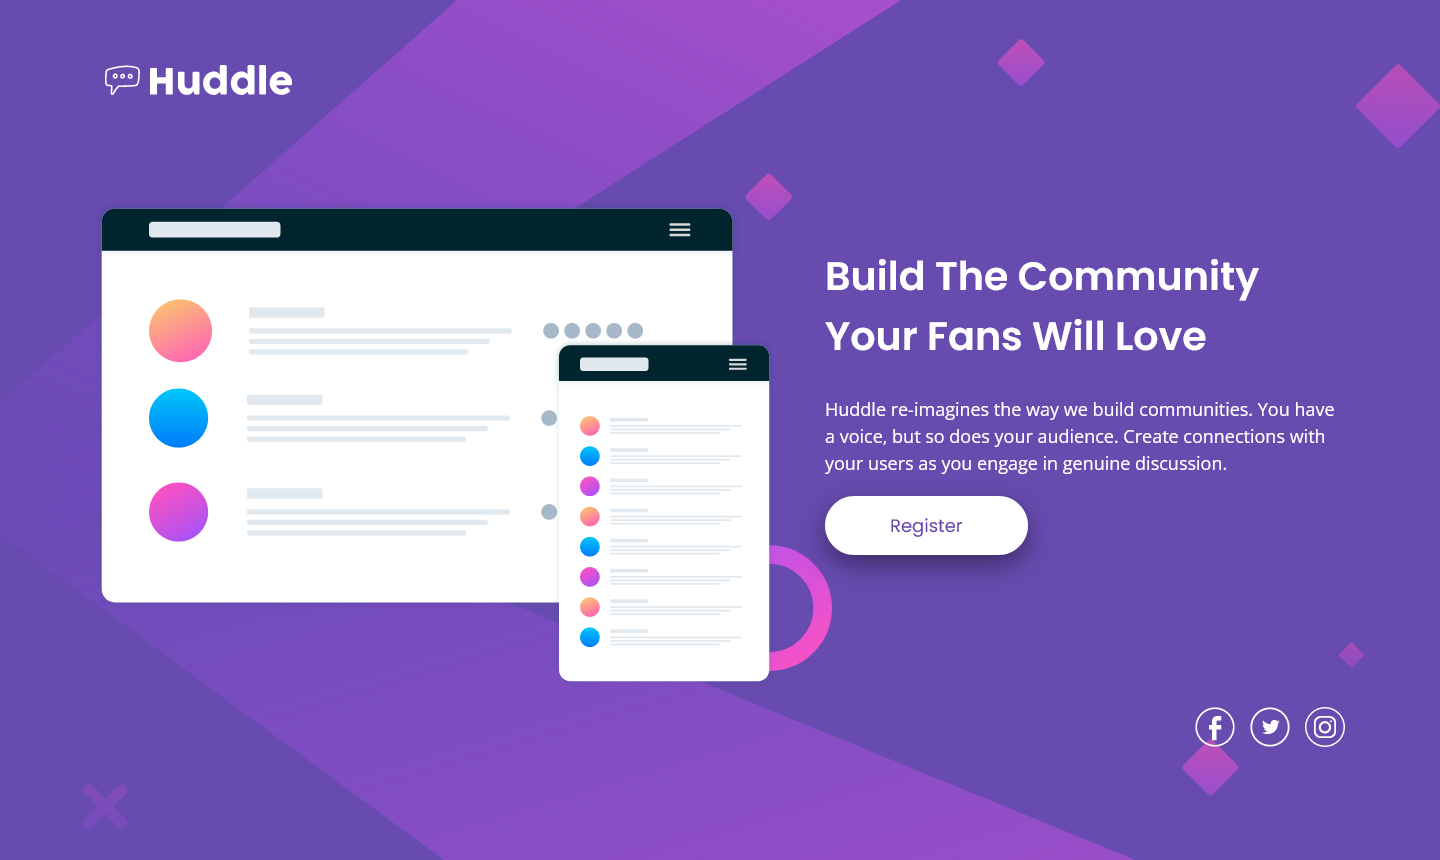 Huddle
Build The Community
Your Fans Will Love
Huddle re-imagines the way we build communities. You have
a voice, but so does your audience. Create connections with
your users as you engage in genuine discussion.
Register